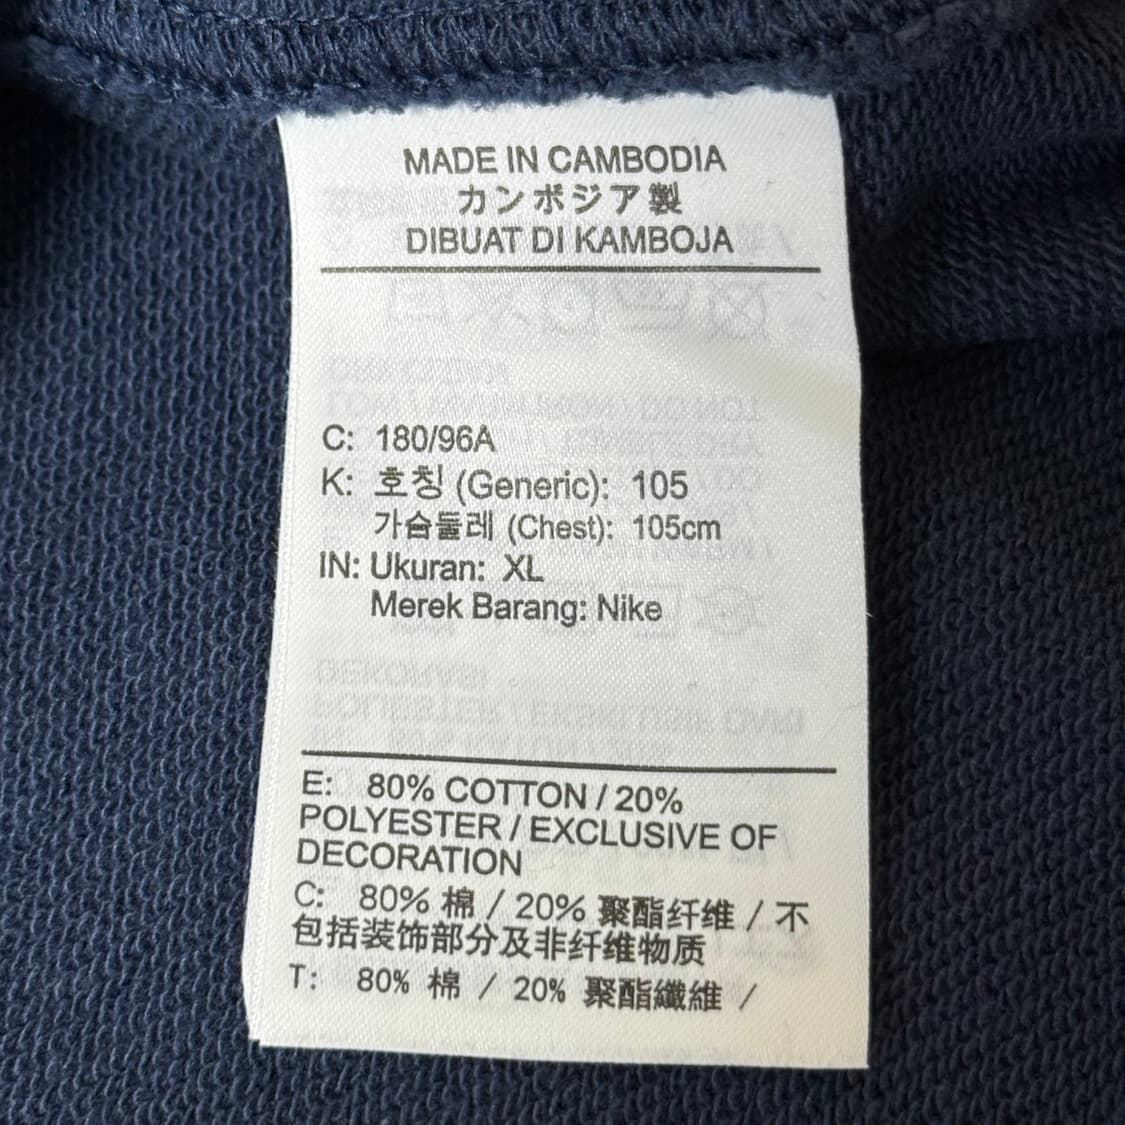 MADE IN CAMBODIA
カンボジア製
DIBUAT DI KAMBOJA
C: 180/96A
K: 호칭 (Generic): 105
가슴둘레 (Chest): 105cm
IN: Ukuran: XL
Merek Barang: Nike
E: 80% COTTON / 20%
POLYESTER / EXCLUSIVE OF
DECORATION
C: 80% 棉 / 20% 聚酯纤维 / 不
包括装饰部分及非纤维物质
T: 80% 棉 / 20% 聚酯纖維 /